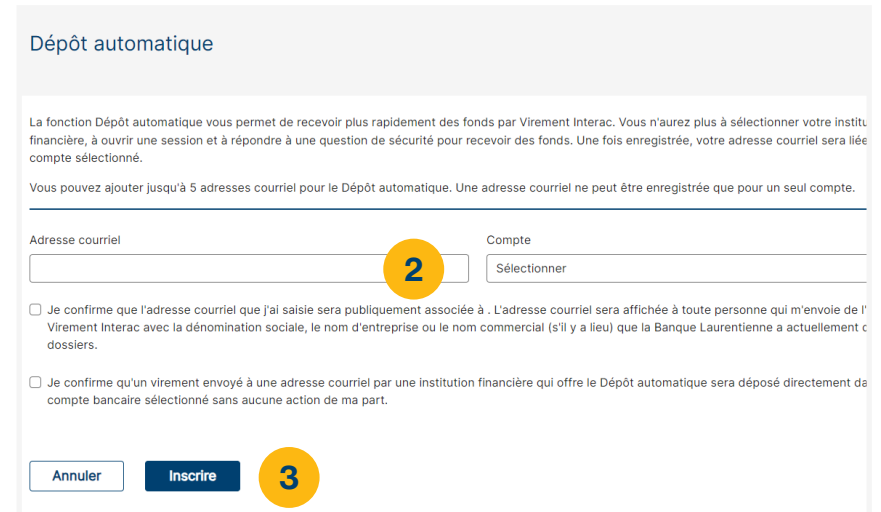 Dépôt automatique
La fonction Dépôt automatique vous permet de recevoir plus rapidement des fonds par Virement Interac. Vous n'aurez plus à sélectionner votre institu
financière, à ouvrir une session et à répondre à une question de sécurité pour recevoir des fonds. Une fois enregistrée, votre adresse courriel sera liée
compte sélectionné.
Vous pouvez ajouter jusqu'à 5 adresses courriel pour le Dépôt automatique. Une adresse courriel ne peut être enregistrée que pour un seul compte.
Adresse courriel
Compte
2
Sélectionner
Je confirme que l'adresse courriel que j'ai saisie sera publiquement associée à . L'adresse courriel sera affichée à toute personne qui m'envoie de l'
Virement Interac avec la dénomination sociale, le nom d'entreprise ou le nom commercial (s'il y a lieu) que la Banque Laurentienne a actuellement
dossiers.
Je confirme qu'un virement envoyé à une adresse courriel par une institution financière qui offre le Dépôt automatique sera déposé directement da
compte bancaire sélectionné sans aucune action de ma part.
Annuler
Inscrire
3